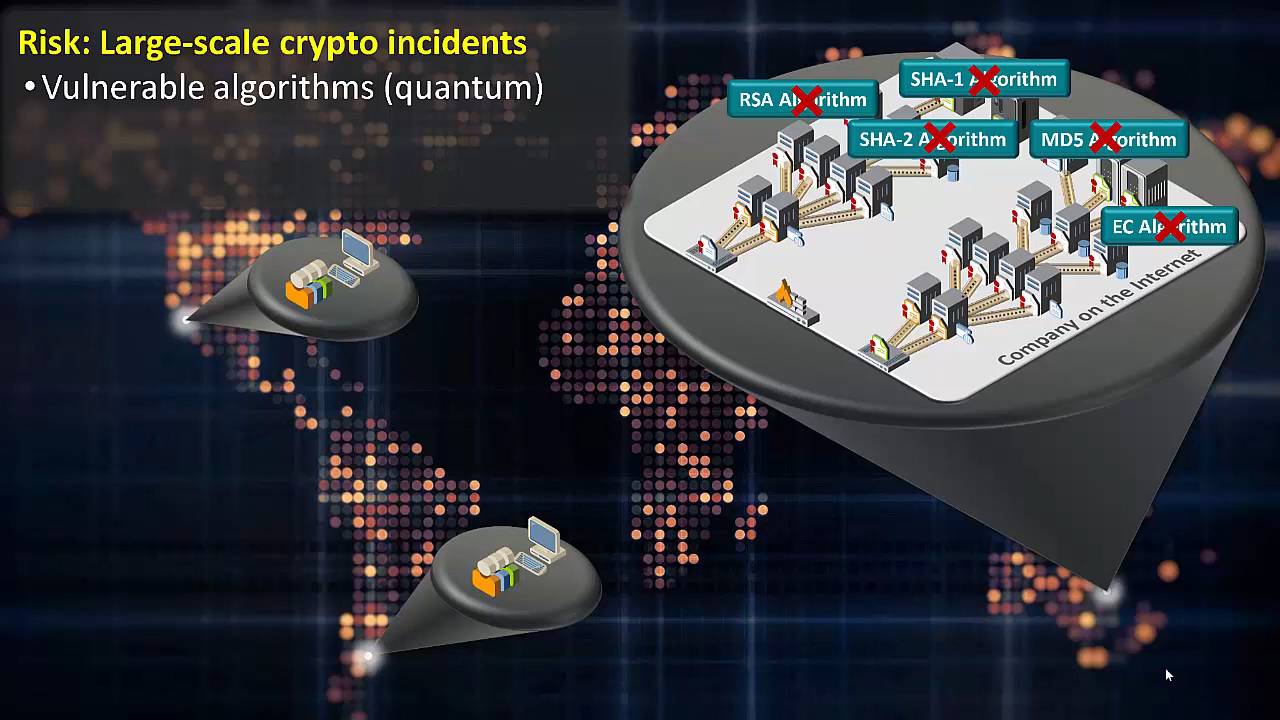 Risk: Large-scale crypto incidents
• Vulnerable algorithms (quantum)
SHA-1 Algorithm
RSA Algorithm
SHA-2 Algorithm
MD5 Algorithm
EC Algorithm
Company on the Internet